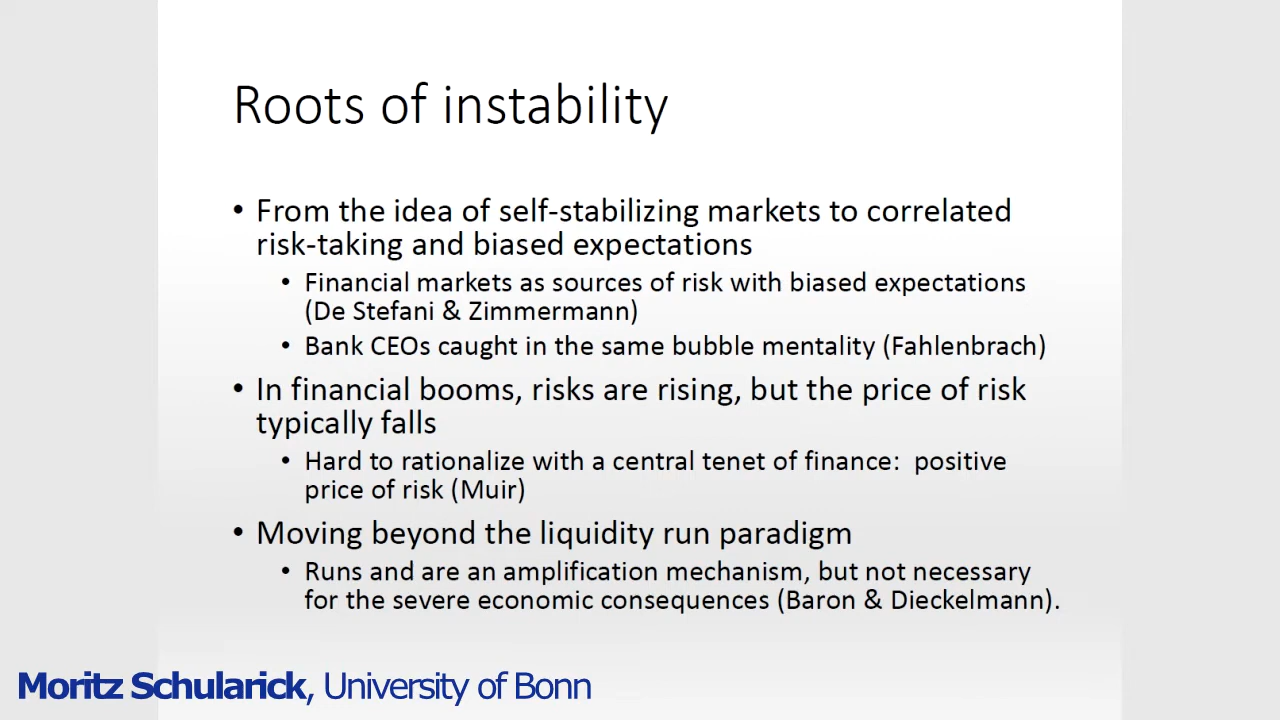 Roots of instability
• From the idea of self-stabilizing markets to correlated
risk-taking and biased expectations
• Financial markets as sources of risk with biased expectations
(De Stefani & Zimmermann)
• Bank CEOs caught in the same bubble mentality (Fahlenbrach)
• In financial booms, risks are rising, but the price of risk
typically falls
• Hard to rationalize with a central tenet of finance:  positive
price of risk (Muir)
• Moving beyond the liquidity run paradigm
• Runs and are an amplification mechanism, but not necessary
for the severe economic consequences (Baron & Dieckelmann).
Moritz Schularick, University of Bonn